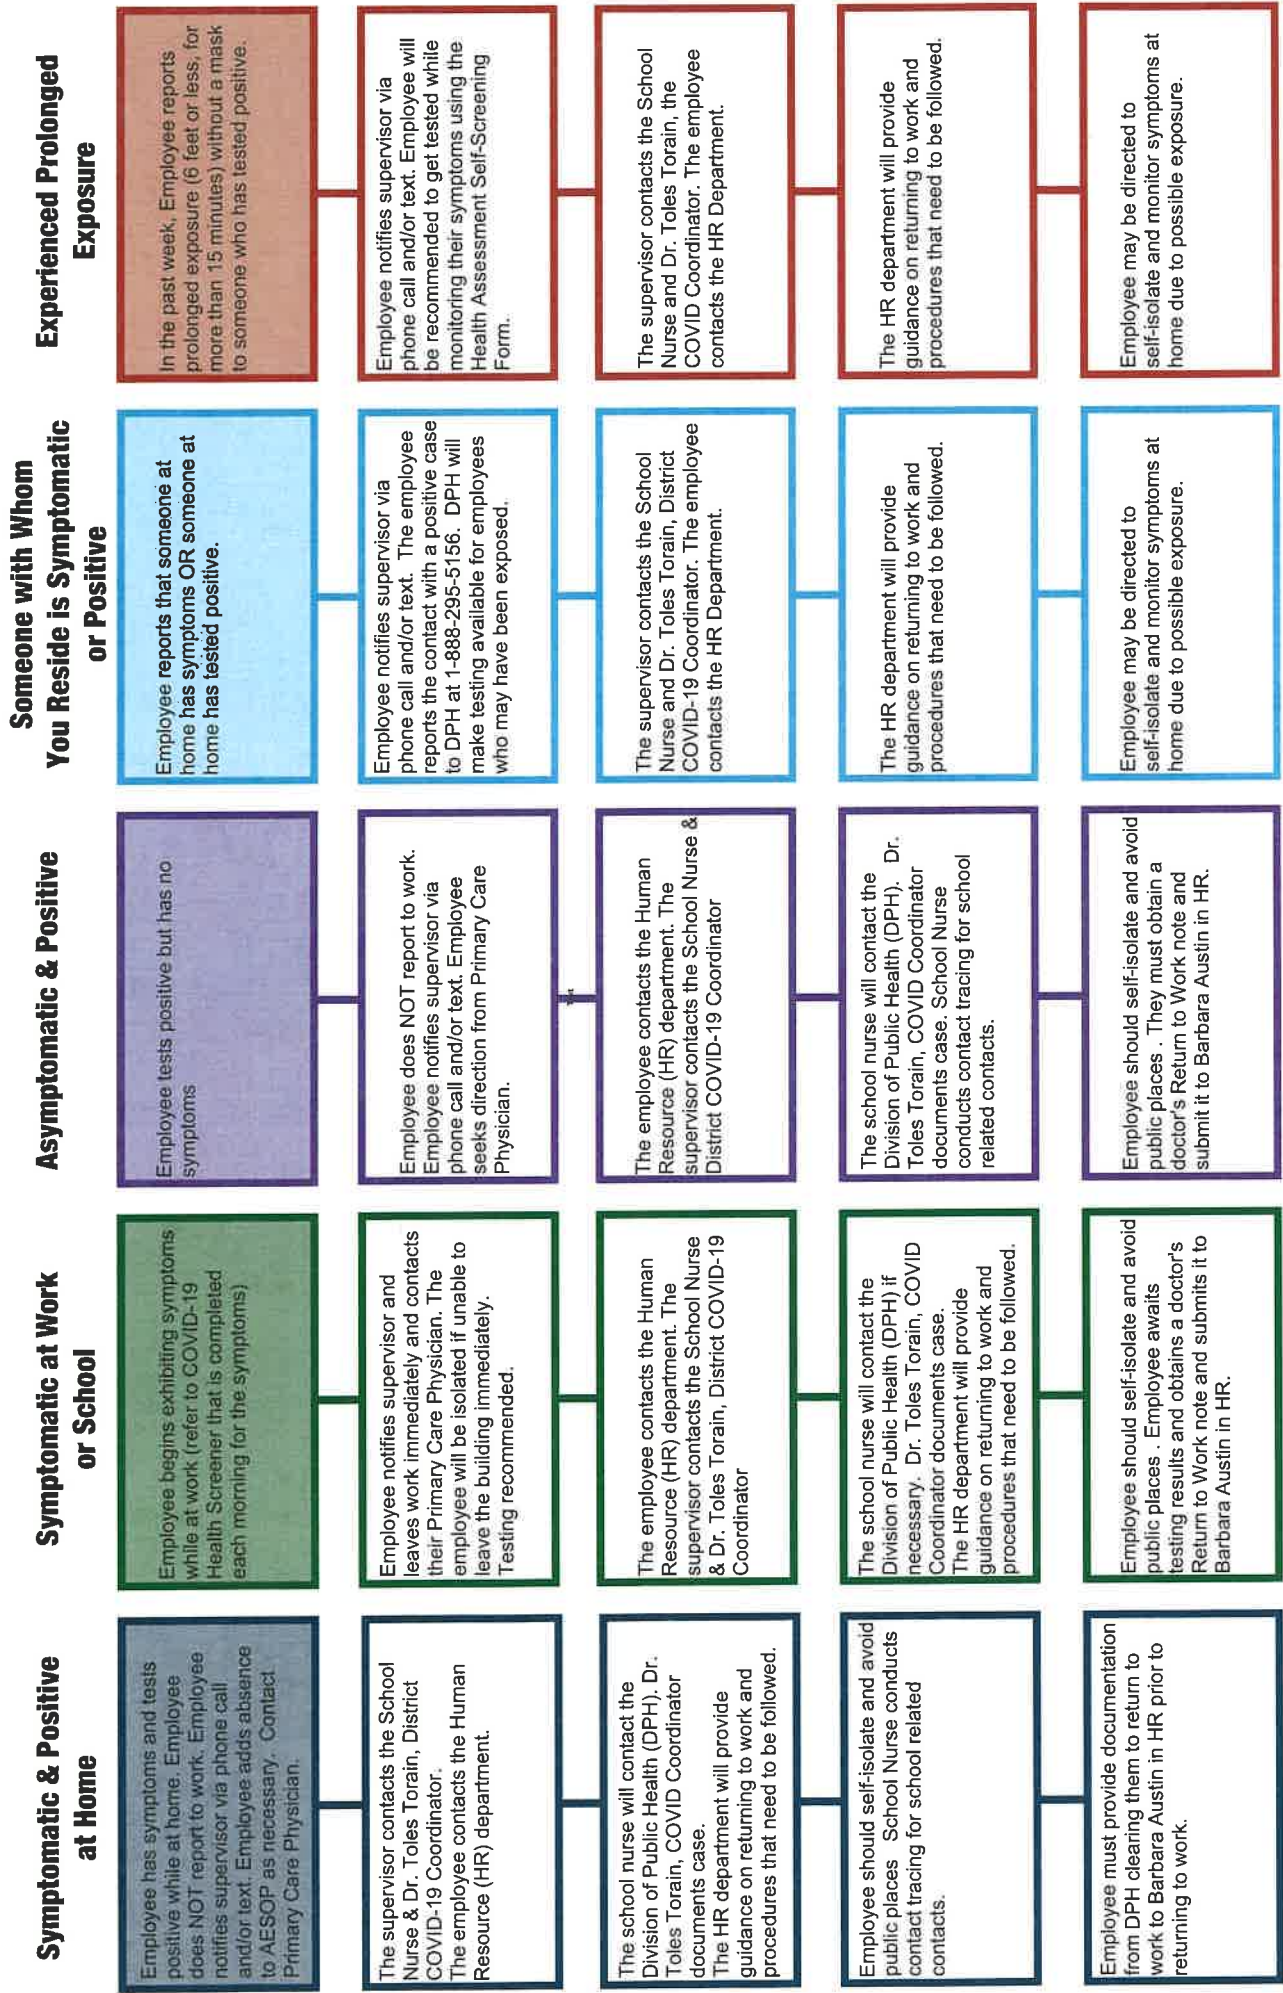 Symptomatic & Positive
at Home
Employee has symptoms and tests
positive while at home. Employee
does NOT report to work. Employee
notifies supervisor via phone call
and/or text. Employee adds absence
to AESOP as necessary. Contact
Primary Care Physician.
The supervisor contacts the School
Nurse & Dr. Toles Torain, District
COVID-19 Coordinator.
The employee contacts the Human
Resource (HR) department.
The school nurse will contact the
Division of Public Health (DPH). Dr.
Toles Torain, COVID Coordinator
documents case.
The HR department will provide
guidance on returning to work and
procedures that need to be followed.
Employee should self-isolate and avoid
public places School Nurse conducts
contact tracing for school related
contacts.
Employee must provide documentation
from DPH clearing them to return to
work to Barbara Austin in HR prior to
returning to work.
Symptomatic at Work
or School
Employee begins exhibiting symptoms
while at work (refer to COVID-19
Health Screener that is completed
each morning for the symptoms)
Employee notifies supervisor and
leaves work immediately and contacts
their Primary Care Physician. The
employee will be isolated if unable to
leave the building immediately.
Testing recommended.
The employee contacts the Human
Resource (HR) department. The
supervisor contacts the School Nurse
& Dr. Toles Torain, District COVID-19
Coordinator
The school nurse will contact the
Division of Public Health (DPH) if
necessary. Dr. Toles Torain, COVID
Coordinator documents case.
The HR department will provide
guidance on returning to work and
procedures that need to be followed.
Employee should self-isolate and avoid
public places . Employee awaits
testing results and obtains a doctor's
Return to Work note and submits it to
Barbara Austin in HR.
Asymptomatic & Positive
Employee tests positive but has no
symptoms
Employee does NOT report to work.
Employee notifies supervisor via
phone call and/or text. Employee
seeks direction from Primary Care
Physician.
The employee contacts the Human
Resource (HR) department. The
supervisor contacts the School Nurse &
District COVID-19 Coordinator
The school nurse will contact the
Division of Public Health (DPH). Dr.
Toles Torain, COVID Coordinator
documents case. School Nurse
conducts contact tracing for school
related contacts.
Employee should self-isolate and avoid
public places . They must obtain a
doctor's Return to Work note and
submit it to Barbara Austin in HR.
Someone with Whom
You Reside is Symptomatic
or Positive
Employee reports that someone at
home has symptoms OR someone at
home has tested positive.
Employee notifies supervisor via
phone call and/or text. The employee
reports the contact with a positive case
to DPH at 1-888-295-5156. DPH will
make testing available for employees
who may have been exposed.
The supervisor contacts the School
Nurse and Dr. Toles Torain, District
COVID-19 Coordinator. The employee
contacts the HR Department.
The HR department will provide
guidance on returning to work and
procedures that need to be followed.
Employee may be directed to
self-isolate and monitor symptoms at
home due to possible exposure.
Experienced Prolonged
Exposure
In the past week, Employee reports
prolonged exposure (6 feet or less, for
more than 15 minutes) without a mask
to someone who has tested positive.
Employee notifies supervisor via
phone call and/or text. Employee will
be recommended to get tested while
monitoring their symptoms using the
Health Assessment Self-Screening
Form.
The supervisor contacts the School
Nurse and Dr. Toles Torain, the
COVID Coordinator. The employee
contacts the HR Department.
The HR department will provide
guidance on returning to work and
procedures that need to be followed.
Employee may be directed to
self-isolate and monitor symptoms at
home due to possible exposure.